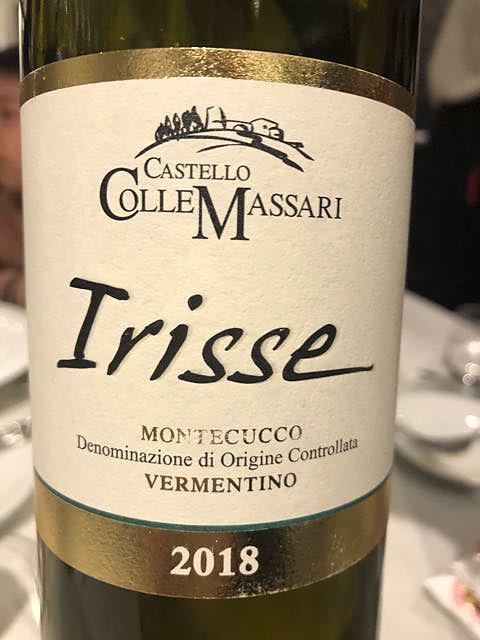 CASTELLO
COLLEMASSARI
Irisse
MONTECUCCO
Denominazione di Origine Controllata
VERMENTINO
2018